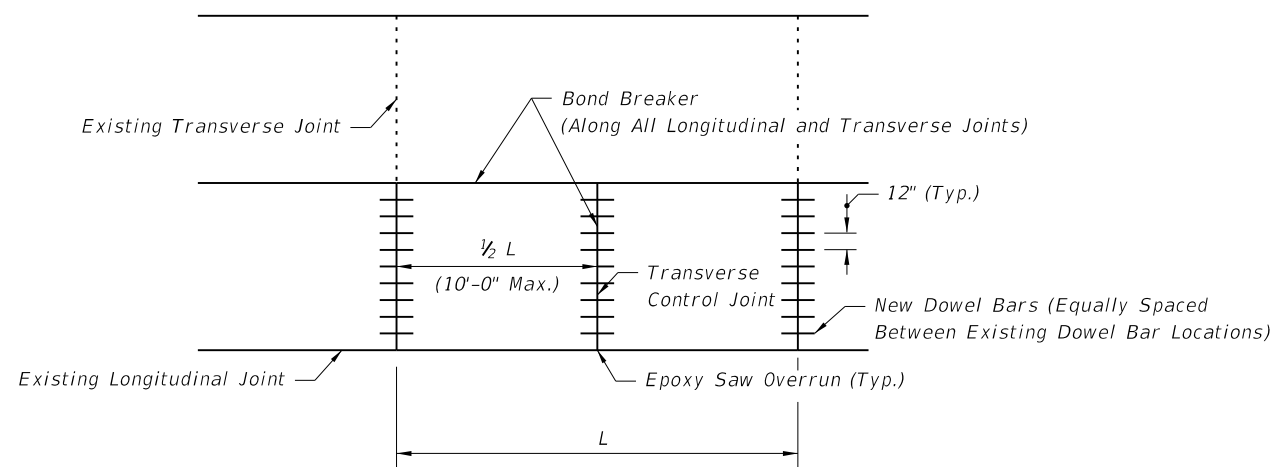 Bond Breaker
(Along All Longitudinal and Transverse Joints)
Existing Transverse Joint
12" (Typ.)
½ L
(10'-0" Max.)
Transverse
Control Joint
New Dowel Bars (Equally Spaced
Between Existing Dowel Bar Locations)
Existing Longitudinal Joint
Epoxy Saw Overrun (Typ.)
L